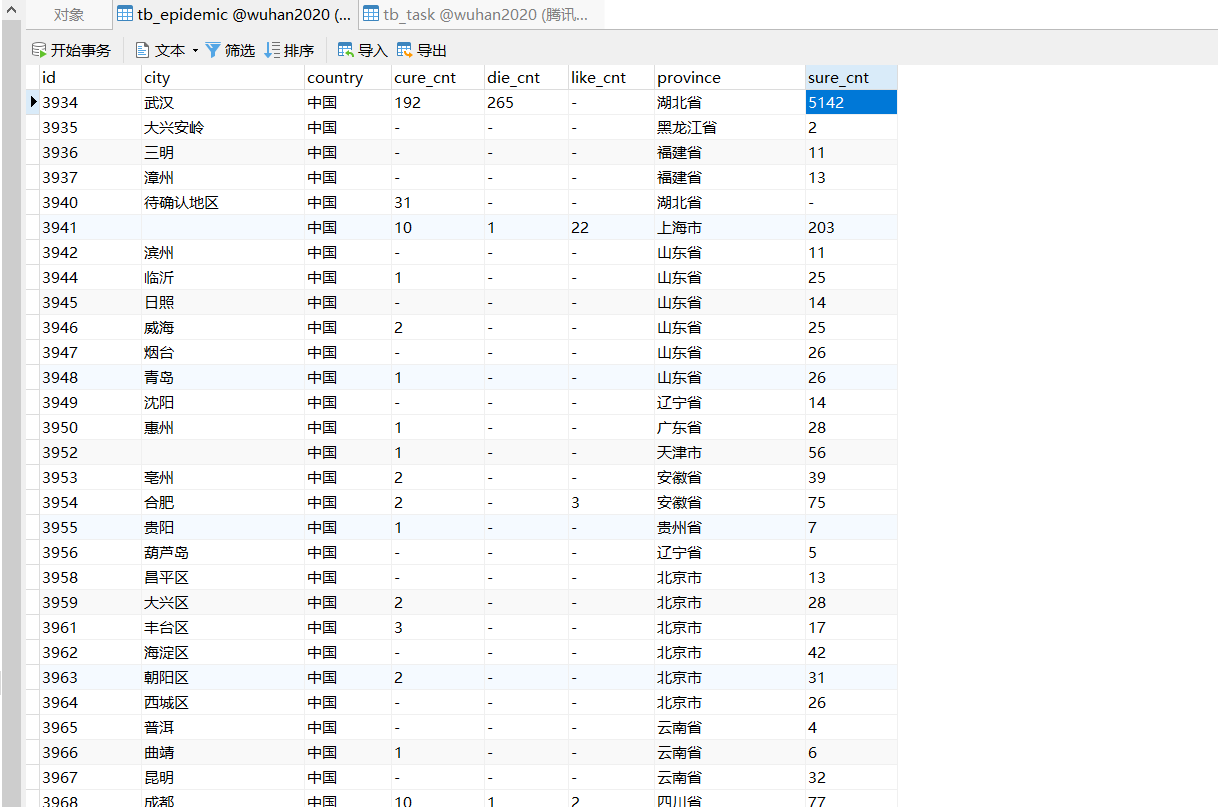 对象 tb_epidemic @wuhan2020 (... tb_task @wuhan2020 (腾讯...
开始事务 文本 筛选 排序 导入 导出
id city country cure_cnt die_cnt like_cnt province sure_cnt
3934 武汉 中国 192 265 - 湖北省 5142
3935 大兴安岭 中国 - - - 黑龙江省 2
3936 三明 中国 - - - 福建省 11
3937 漳州 中国 - - - 福建省 13
3940 待确认地区 中国 31 - - 湖北省 -
3941 中国 10 1 22 上海市 203
3942 滨州 中国 - - - 山东省 11
3944 临沂 中国 1 - - 山东省 25
3945 日照 中国 - - - 山东省 14
3946 威海 中国 2 - - 山东省 25
3947 烟台 中国 - - - 山东省 26
3948 青岛 中国 1 - - 山东省 26
3949 沈阳 中国 - - - 辽宁省 14
3950 惠州 中国 1 - - 广东省 28
3952 中国 1 - - 天津市 56
3953 亳州 中国 2 - - 安徽省 39
3954 合肥 中国 2 - 3 安徽省 75
3955 贵阳 中国 1 - - 贵州省 7
3956 葫芦岛 中国 - - - 辽宁省 5
3958 昌平区 中国 - - - 北京市 13
3959 大兴区 中国 2 - - 北京市 28
3961 丰台区 中国 3 - - 北京市 17
3962 海淀区 中国 - - - 北京市 42
3963 朝阳区 中国 2 - - 北京市 31
3964 西城区 中国 - - - 北京市 26
3965 普洱 中国 - - - 云南省 4
3966 曲靖 中国 1 - - 云南省 6
3967 昆明 中国 - - - 云南省 32
3968 成都 中国 10 1 2 四川省 77